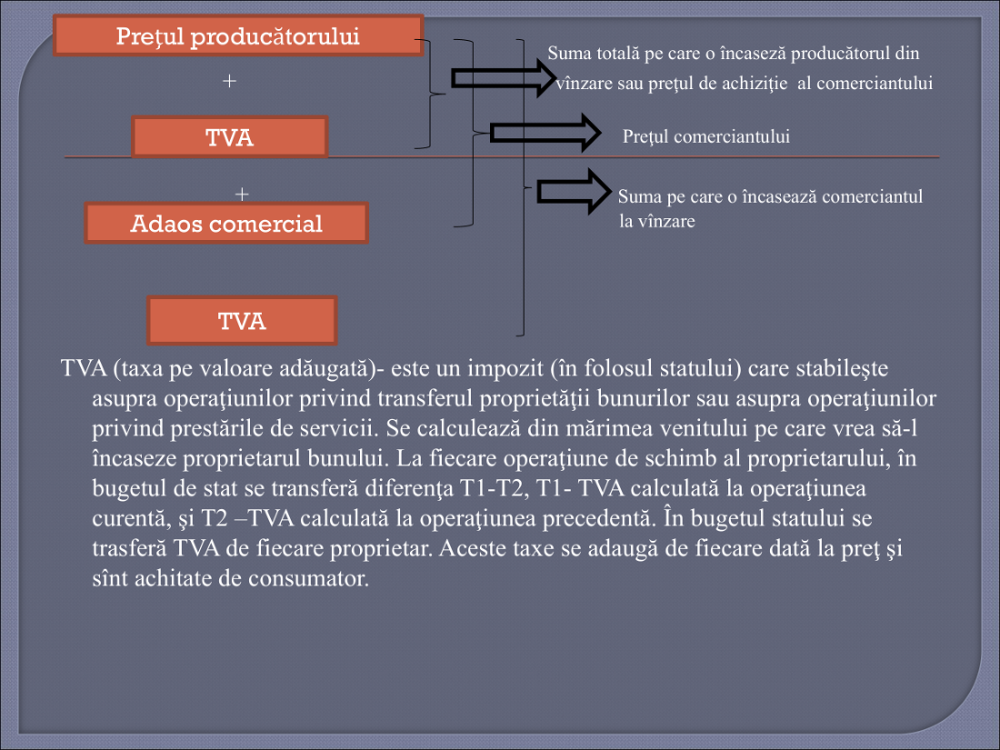 Preţul producătorului
+
TVA
+
Adaos comercial
TVA
Suma totală pe care o încaseză producătorul din
vînzare sau preţul de achiziţie al comerciantului
Preţul comerciantului
Suma pe care o încasează comerciantul
la vînzare
TVA (taxa pe valoare adăugată)- este un impozit (în folosul statului) care stabileşte
asupra operaţiunilor privind transferul proprietăţii bunurilor sau asupra operaţiunilor
privind prestările de servicii. Se calculează din mărimea venitului pe care vrea să-l
încaseze proprietarul bunului. La fiecare operaţiune de schimb al proprietarului, în
bugetul de stat se transferă diferenţa T1-T2, T1- TVA calculată la operaţiunea
curentă, şi T2 –TVA calculată la operaţiunea precedentă. În bugetul statului se
trasferă TVA de fiecare proprietar. Aceste taxe se adaugă de fiecare dată la preţ şi
sînt achitate de consumator.